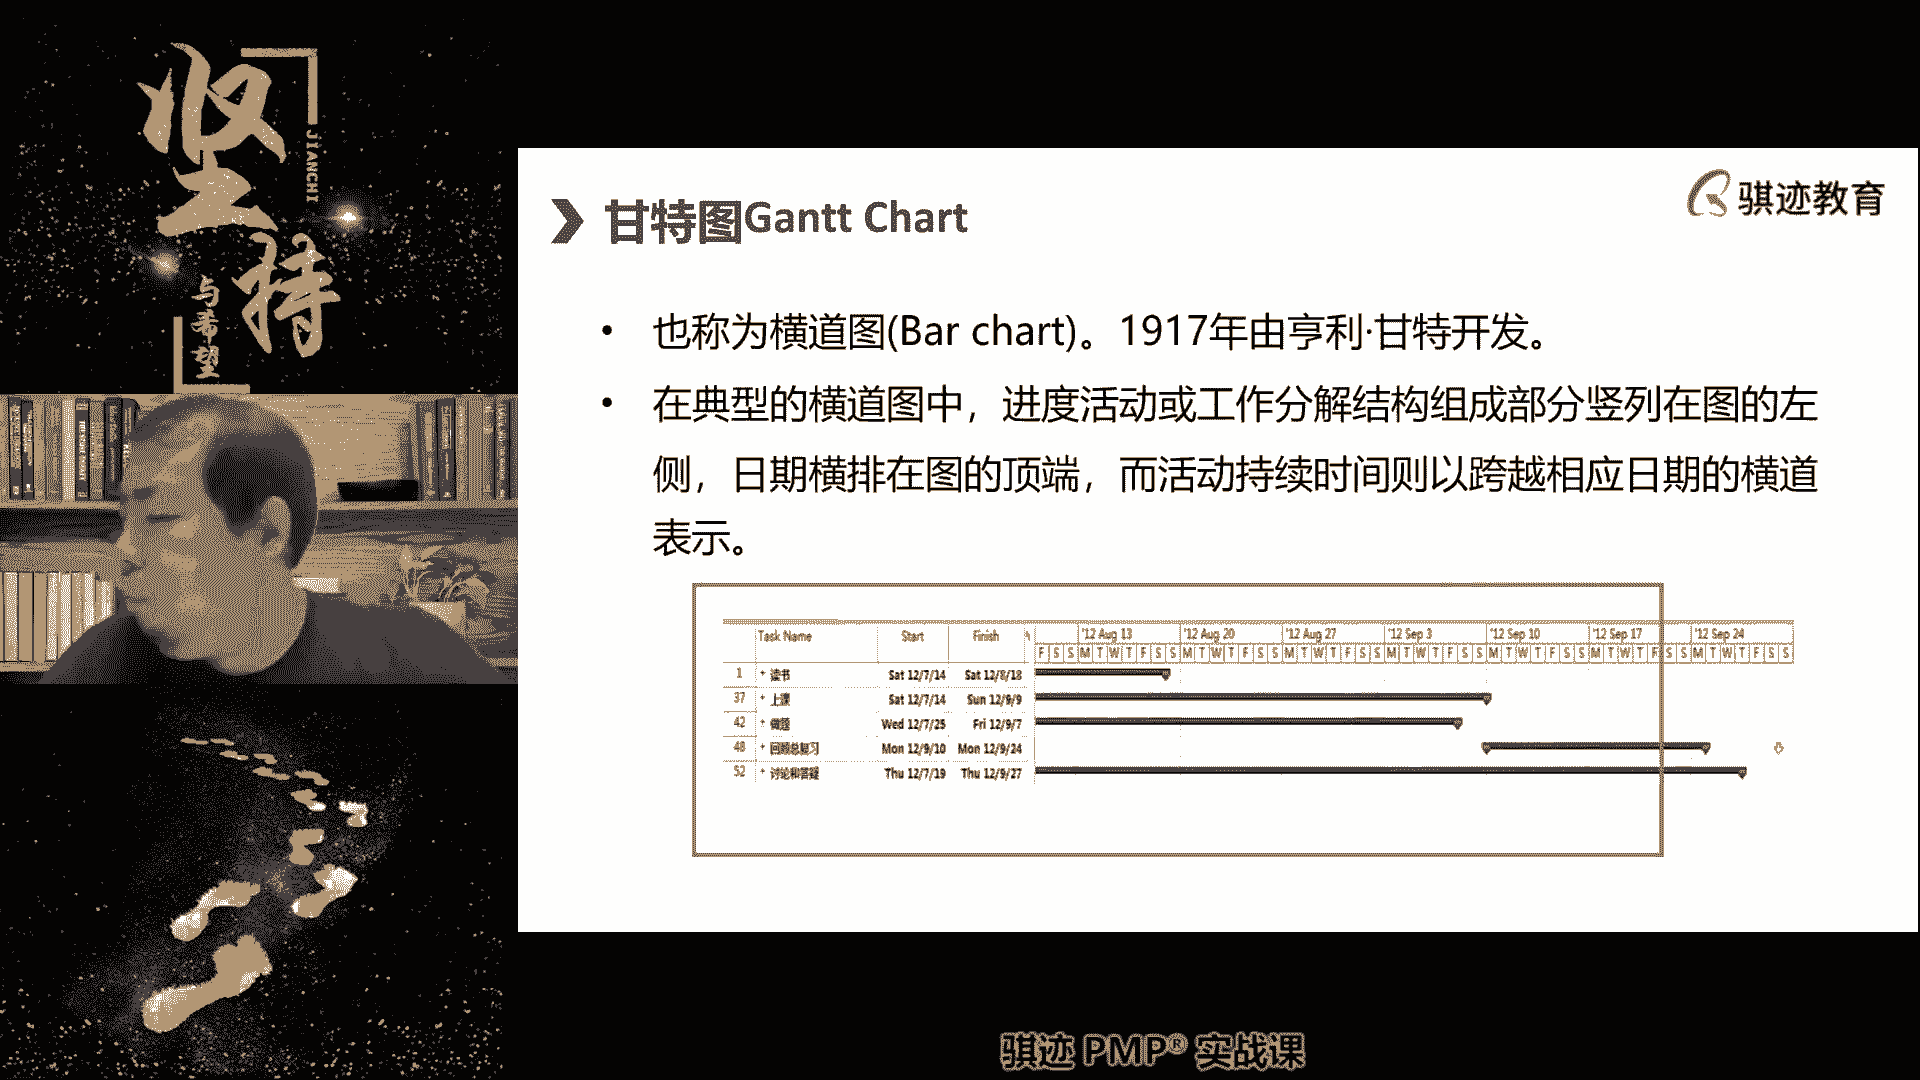 坚持
JIANCHI
与希望
骐迹教育
甘特图Gantt Chart
• 也称为横道图(Bar chart)。1917年由亨利·甘特开发。
• 在典型的横道图中，进度活动或工作分解结构组成部分竖列在图的左
侧，日期横排在图的顶端，而活动持续时间则以跨越相应日期的横道
表示。
Task Name Start Finish '12 Aug 13 '12 Aug 20 '12 Aug 27 '12 Sep 3 '12 Sep 10 '12 Sep 17 '12 Sep 24
F S S M T W T F S S M T W T F S S M T W T F S S M T W T F S S M T W T F S S M T W T F S S M T W T F S S
1 + 读书 Sat 12/7/14 Sat 12/8/18
37 + 上课 Sat 12/7/14 Sun 12/9/9
42 + 做题 Wed 12/7/25 Fri 12/9/7
48 + 回顾总复习 Mon 12/9/10 Mon 12/9/24
52 + 讨论和答疑 Thu 12/7/19 Thu 12/9/27
骐迹 PMP® 实战课